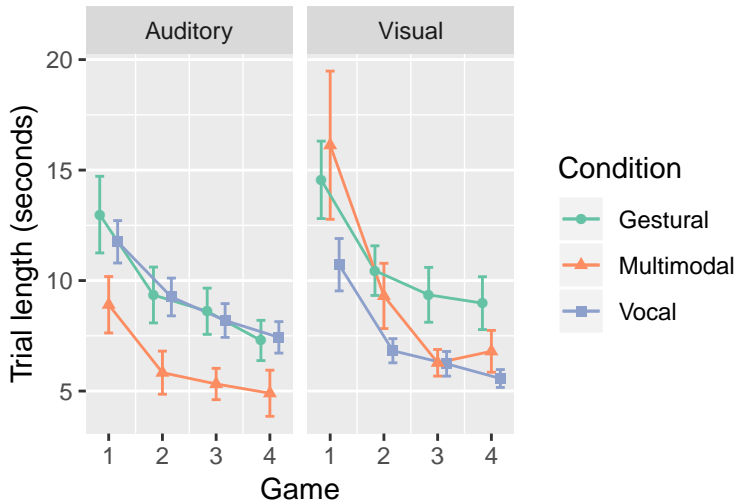 Auditory Visual
20
15
10
5
Trial length (seconds)
1 2 3 4 1 2 3 4
Game
Condition
Gestural
Multimodal
Vocal